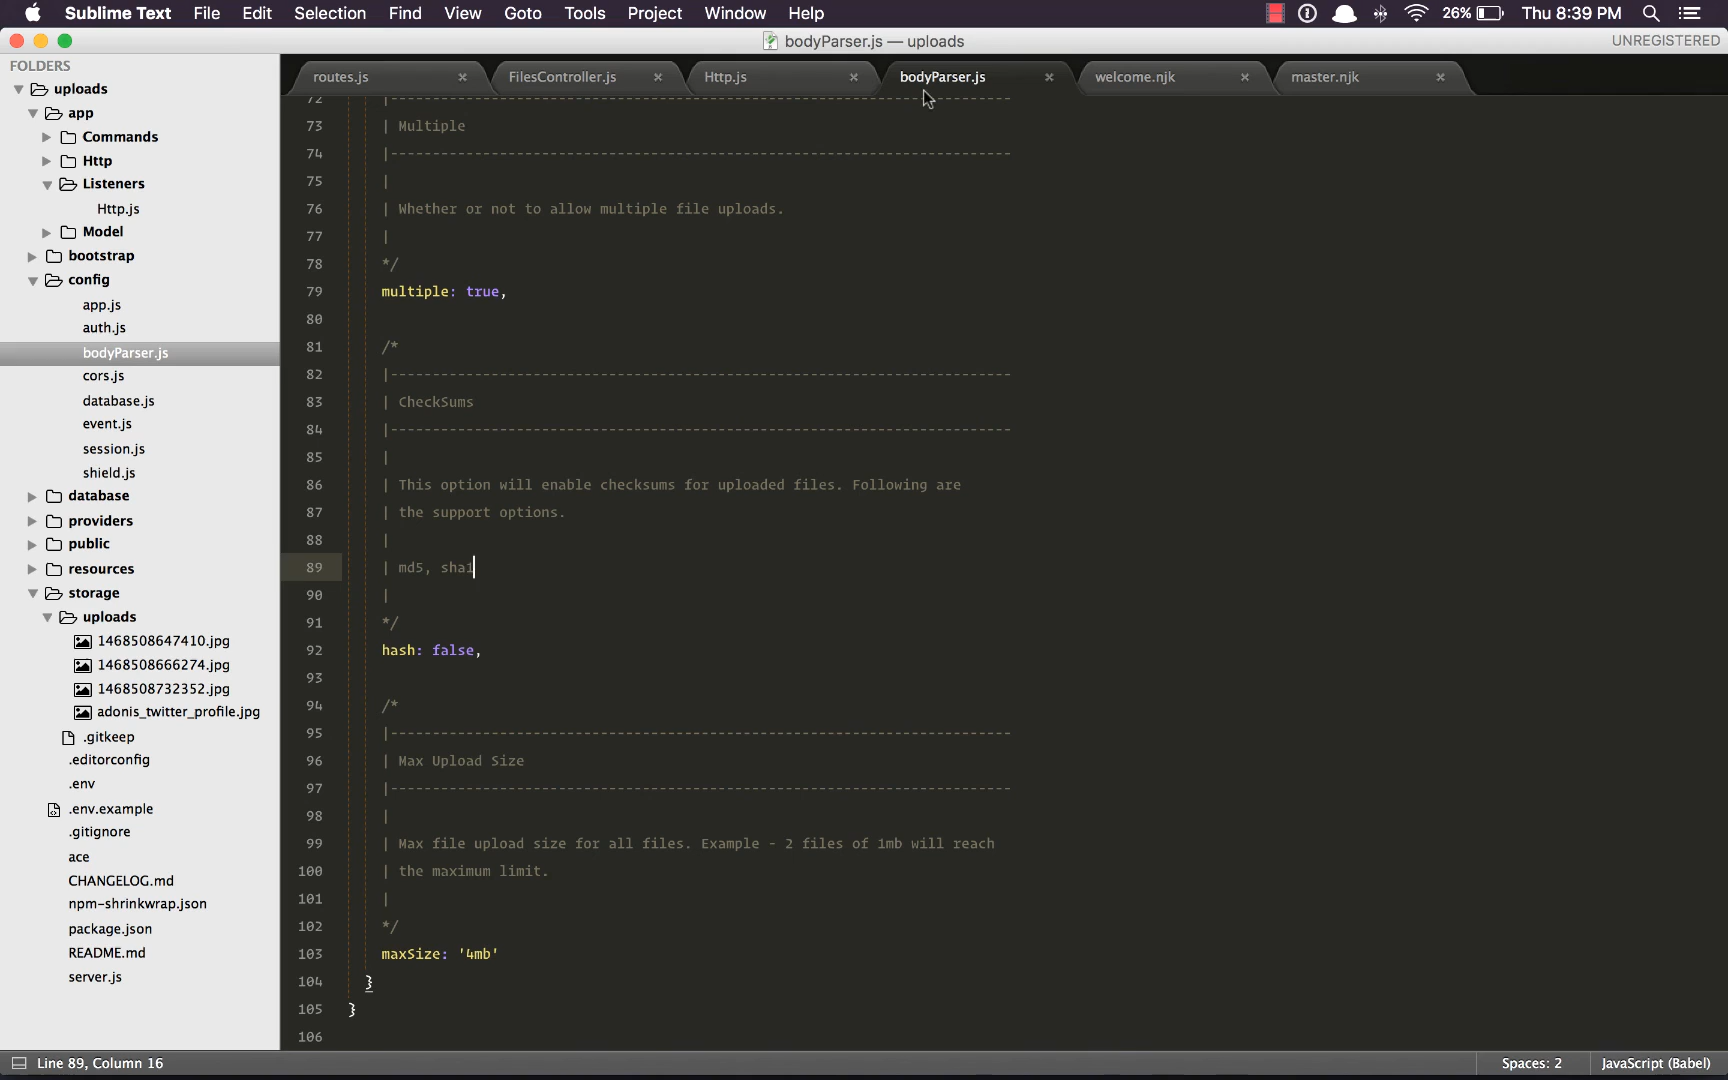 Sublime Text File Edit Selection Find View Goto Tools Project Window Help 26% Thu 8:39 PM
bodyParser.js — uploads UNREGISTERED
FOLDERS
uploads
app
Commands
Http
Listeners
Http.js
Model
bootstrap
config
app.js
auth.js
bodyParser.js
cors.js
database.js
event.js
session.js
shield.js
database
providers
public
resources
storage
uploads
1468508647410.jpg
1468508666274.jpg
1468508732352.jpg
adonis_twitter_profile.jpg
.gitkeep
.editorconfig
.env
.env.example
.gitignore
ace
CHANGELOG.md
npm-shrinkwrap.json
package.json
README.md
server.js
routes.js × FilesController.js × Http.js × bodyParser.js × welcome.njk × master.njk ×
72 |--------------------------------------------------------------------------
73 | Multiple
74 |--------------------------------------------------------------------------
75 |
76 | Whether or not to allow multiple file uploads.
77 |
78 */
79 multiple: true,
80
81 /*
82 |--------------------------------------------------------------------------
83 | CheckSums
84 |--------------------------------------------------------------------------
85 |
86 | This option will enable checksums for uploaded files. Following are
87 | the support options.
88 |
89 | md5, sha1
90 |
91 */
92 hash: false,
93
94 /*
95 |--------------------------------------------------------------------------
96 | Max Upload Size
97 |--------------------------------------------------------------------------
98 |
99 | Max file upload size for all files. Example - 2 files of 1mb will reach
100 | the maximum limit.
101 |
102 */
103 maxSize: '4mb'
104 }
105 }
106
Line 89, Column 16 Spaces: 2 JavaScript (Babel)